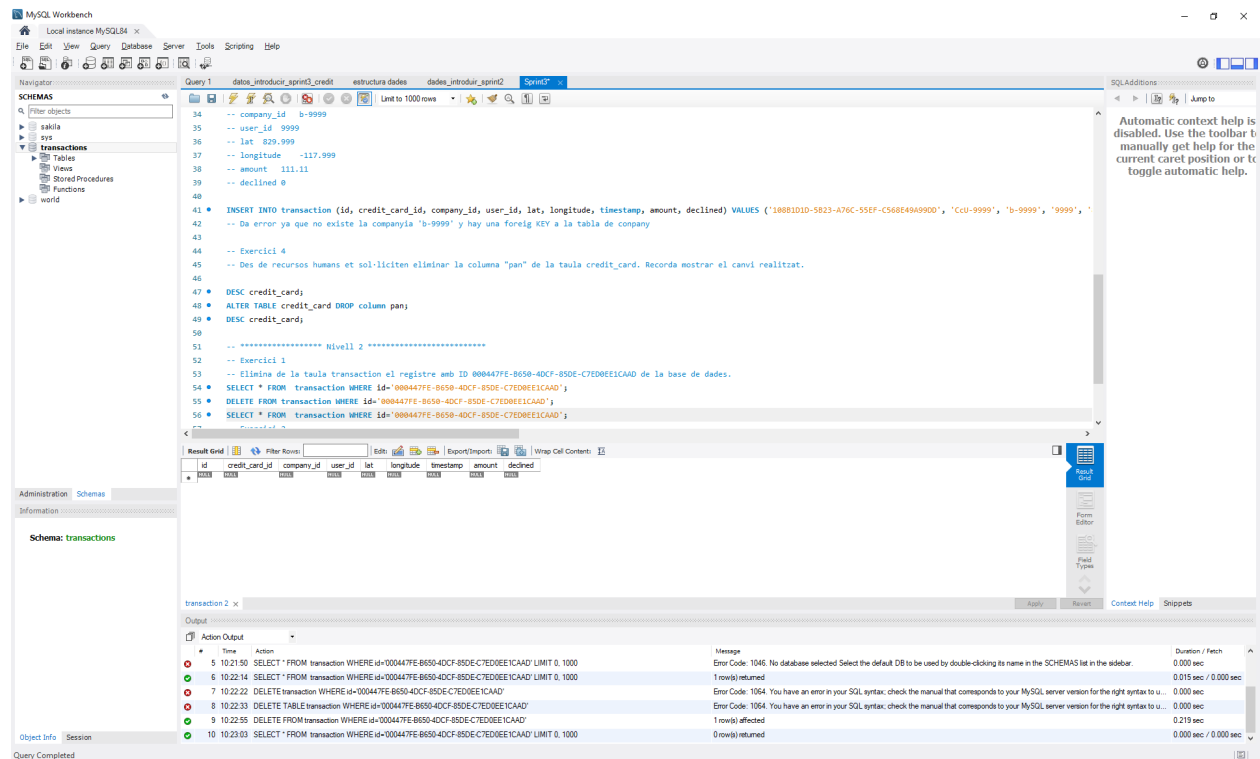 MySQL Workbench
Local instance MySQL84
File Edit View Query Database Server Tools Scripting Help
Navigator
SCHEMAS
Filter objects
sakila
sys
transactions
Tables
Views
Stored Procedures
Functions
world
Administration Schemas
Information
Schema: transactions
Object Info Session
Query Completed
Query 1 datos_introducir_sprint3_credit estructura dades dades_introduir_sprint2 Sprint3*
Limit to 1000 rows
34 -- company_id b-9999
35 -- user_id 9999
36 -- lat 829.999
37 -- longitude -117.999
38 -- amount 111.11
39 -- declined 0
40
41 INSERT INTO transaction (id, credit_card_id, company_id, user_id, lat, longitude, timestamp, amount, declined) VALUES ('108B1D1D-5B23-A76C-55EF-C568E49A99DD', 'CcU-9999', 'b-9999', '9999', '
42 -- Da error ya que no existe la companyia 'b-9999' y hay una foreig KEY a la tabla de conpany
43
44 -- Exercici 4
45 -- Des de recursos humans et sol·liciten eliminar la columna "pan" de la taula credit_card. Recorda mostrar el canvi realitzat.
46
47 DESC credit_card;
48 ALTER TABLE credit_card DROP column pan;
49 DESC credit_card;
50
51 -- ****************** Nivell 2 **************************
52 -- Exercici 1
53 -- Elimina de la taula transaction el registre amb ID 000447FE-B650-4DCF-85DE-C7ED0EE1CAAD de la base de dades.
54 SELECT * FROM transaction WHERE id='000447FE-B650-4DCF-85DE-C7ED0EE1CAAD';
55 DELETE FROM transaction WHERE id='000447FE-B650-4DCF-85DE-C7ED0EE1CAAD';
56 SELECT * FROM transaction WHERE id='000447FE-B650-4DCF-85DE-C7ED0EE1CAAD';
Result Grid Filter Rows: Edit: Export/Import: Wrap Cell Content:
id credit_card_id company_id user_id lat longitude timestamp amount declined
NULL NULL NULL NULL NULL NULL NULL NULL NULL
Result Grid
Form Editor
Field Types
transaction 2 Apply Revert
Output
Action Output
# Time Action Message Duration / Fetch
5 10:21:50 SELECT * FROM transaction WHERE id='000447FE-B650-4DCF-85DE-C7ED0EE1CAAD' LIMIT 0, 1000 Error Code: 1046. No database selected Select the default DB to be used by double-clicking its name in the SCHEMAS list in the sidebar. 0.000 sec
6 10:22:14 SELECT * FROM transaction WHERE id='000447FE-B650-4DCF-85DE-C7ED0EE1CAAD' LIMIT 0, 1000 1 row(s) returned 0.015 sec / 0.000 sec
7 10:22:22 DELETE transaction WHERE id='000447FE-B650-4DCF-85DE-C7ED0EE1CAAD' Error Code: 1064. You have an error in your SQL syntax; check the manual that corresponds to your MySQL server version for the right syntax to u... 0.000 sec
8 10:22:33 DELETE TABLE transaction WHERE id='000447FE-B650-4DCF-85DE-C7ED0EE1CAAD' Error Code: 1064. You have an error in your SQL syntax; check the manual that corresponds to your MySQL server version for the right syntax to u... 0.000 sec
9 10:22:55 DELETE FROM transaction WHERE id='000447FE-B650-4DCF-85DE-C7ED0EE1CAAD' 1 row(s) affected 0.219 sec
10 10:23:03 SELECT * FROM transaction WHERE id='000447FE-B650-4DCF-85DE-C7ED0EE1CAAD' LIMIT 0, 1000 0 row(s) returned 0.000 sec / 0.000 sec
SQLAdditions
Jump to
Automatic context help is
disabled. Use the toolbar to
manually get help for the
current caret position or to
toggle automatic help.
Context Help Snippets